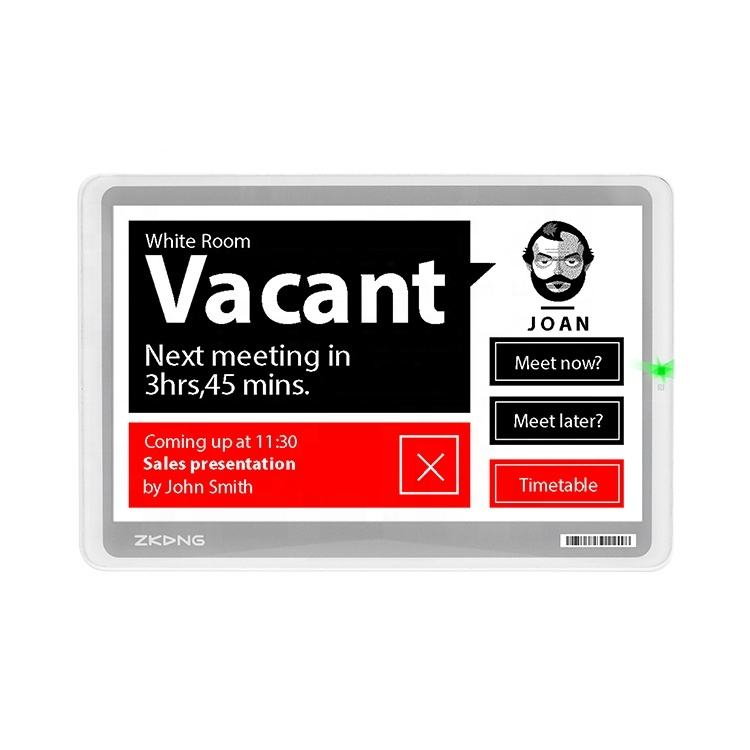 White Room
Vacant
Next meeting in
3hrs,45 mins.
JOAN
Meet now?
Meet later?
Coming up at 11:30
Sales presentation
by John Smith
Timetable
ZKDNG